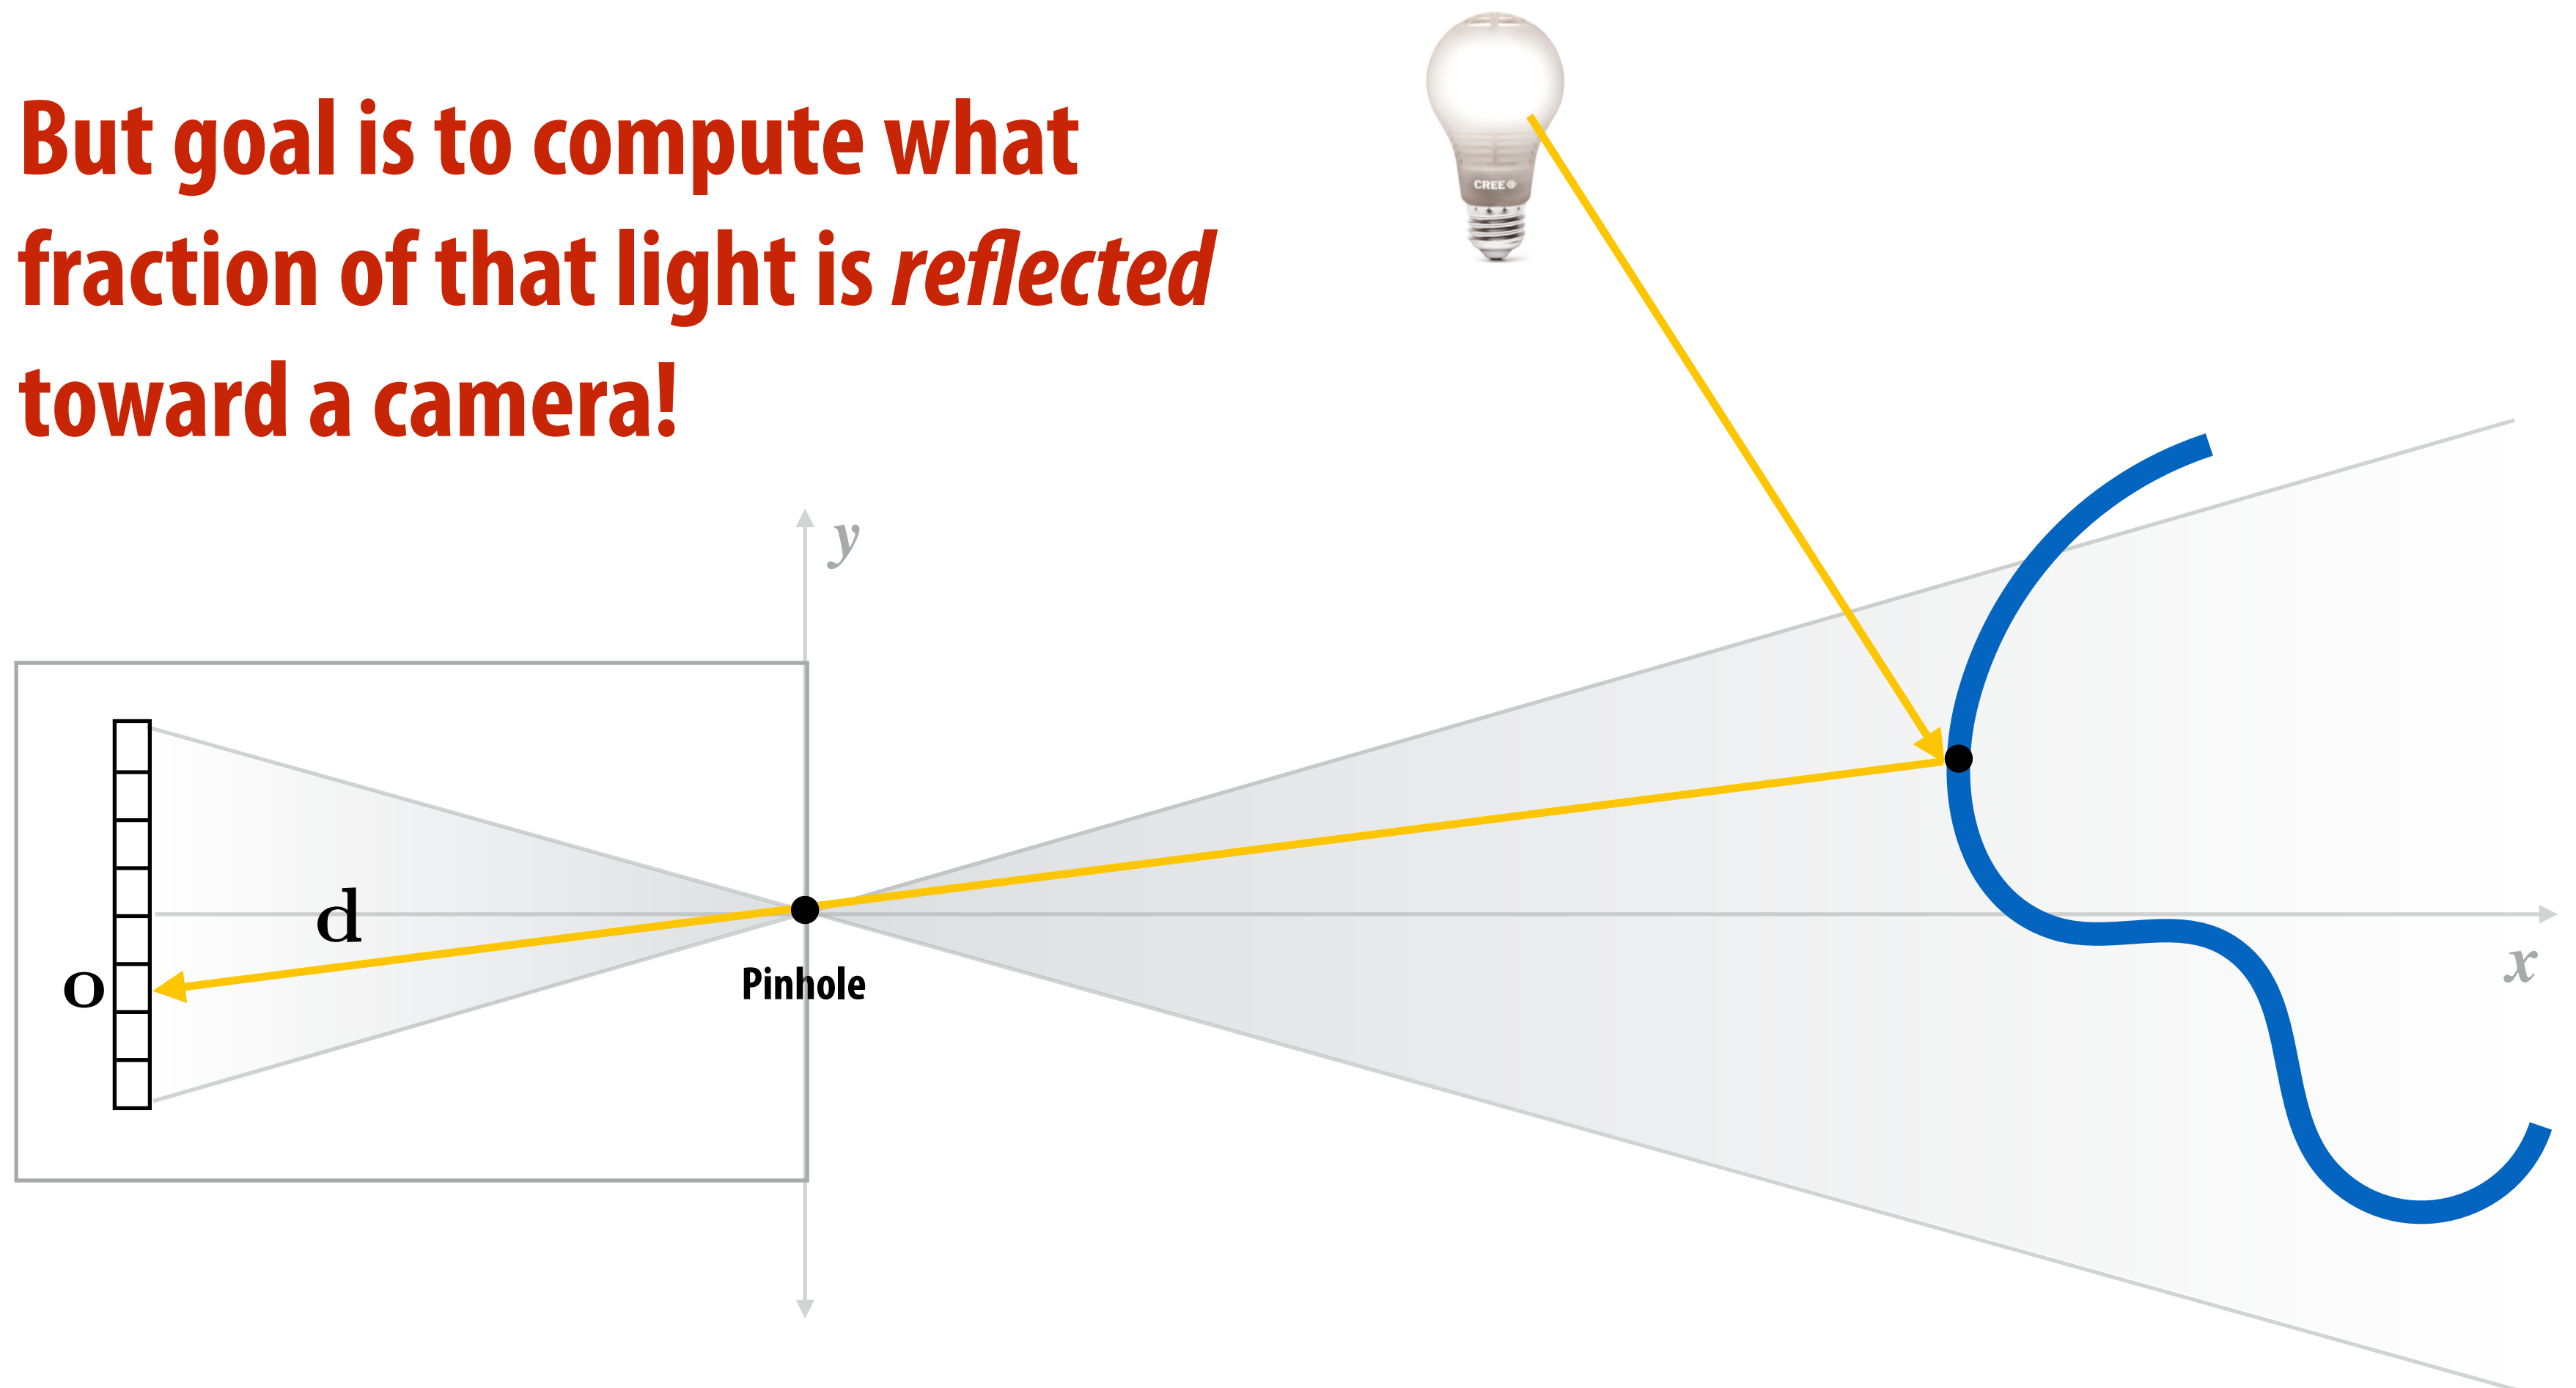 But goal is to compute what
fraction of that light is reflected
toward a camera!
CREE
y
d
o
Pinhole
x